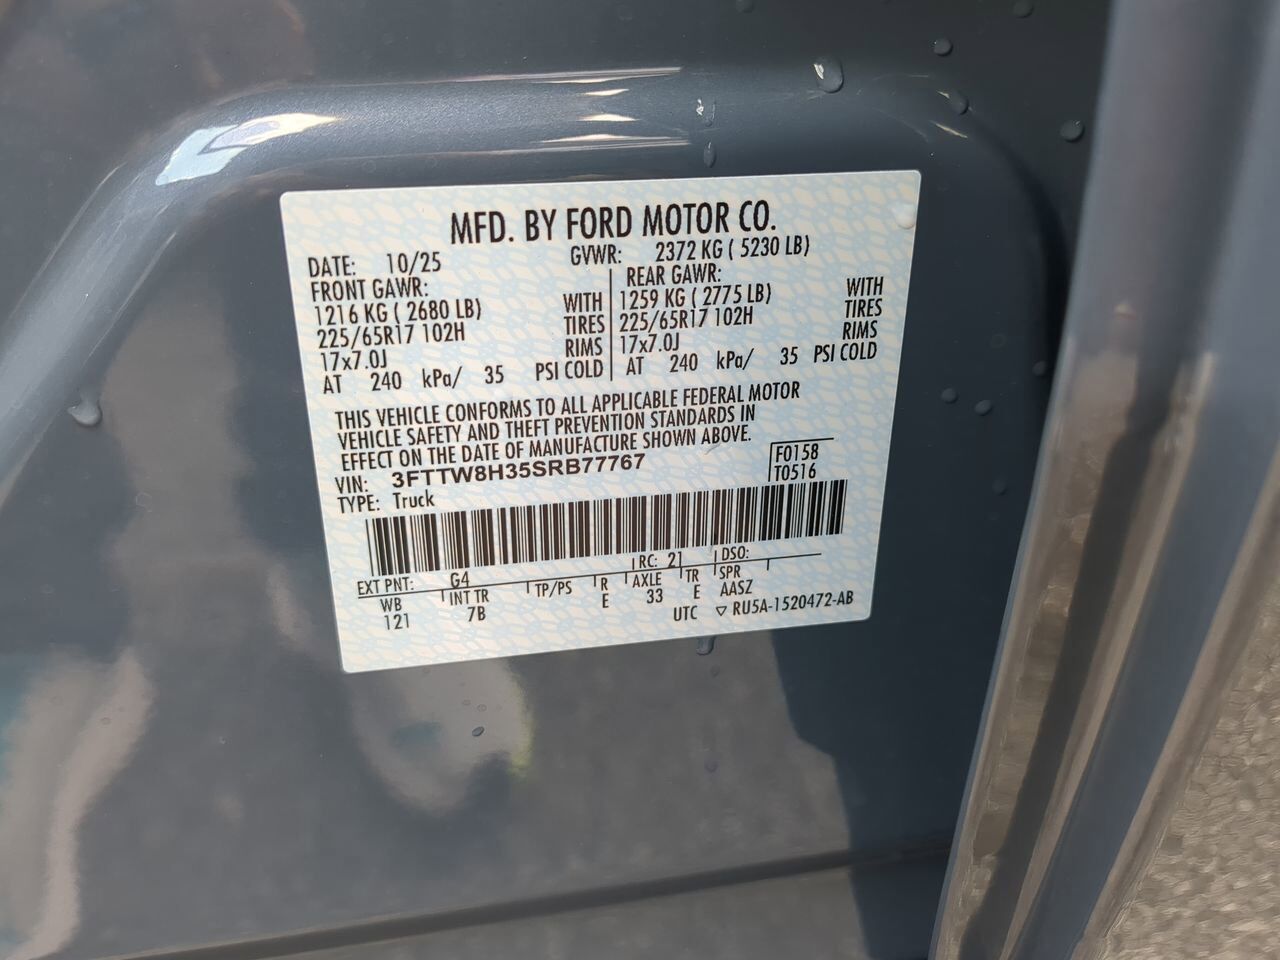 MFD. BY FORD MOTOR CO.
DATE: 10/25 GVWR: 2372 KG ( 5230 LB)
FRONT GAWR: REAR GAWR:
1216 KG ( 2680 LB) WITH 1259 KG ( 2775 LB) WITH
225/65R17 102H TIRES 225/65R17 102H TIRES
17x7.0J RIMS 17x7.0J RIMS
AT 240 kPa/ 35 PSI COLD AT 240 kPa/ 35 PSI COLD
THIS VEHICLE CONFORMS TO ALL APPLICABLE FEDERAL MOTOR
VEHICLE SAFETY AND THEFT PREVENTION STANDARDS IN
EFFECT ON THE DATE OF MANUFACTURE SHOWN ABOVE.
VIN: 3FTTW8H35SRB77767 F0158
TYPE: Truck T0516
EXT PNT: G4 RC: 21 DSO:
WB INT TR TP/PS R AXLE TR SPR
121 7B E 33 E AASZ
UTC ▽ RU5A-1520472-AB